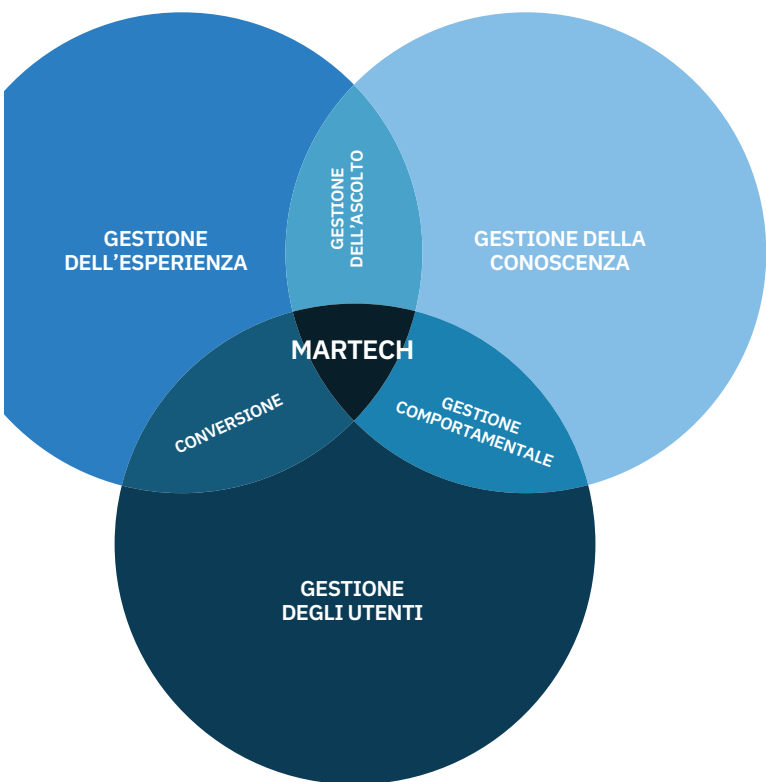 GESTIONE
DELL'ASCOLTO
GESTIONE
DELL'ESPERIENZA
GESTIONE DELLA
CONOSCENZA
MARTECH
CONVERSIONE
GESTIONE
COMPORTAMENTALE
GESTIONE
DEGLI UTENTI